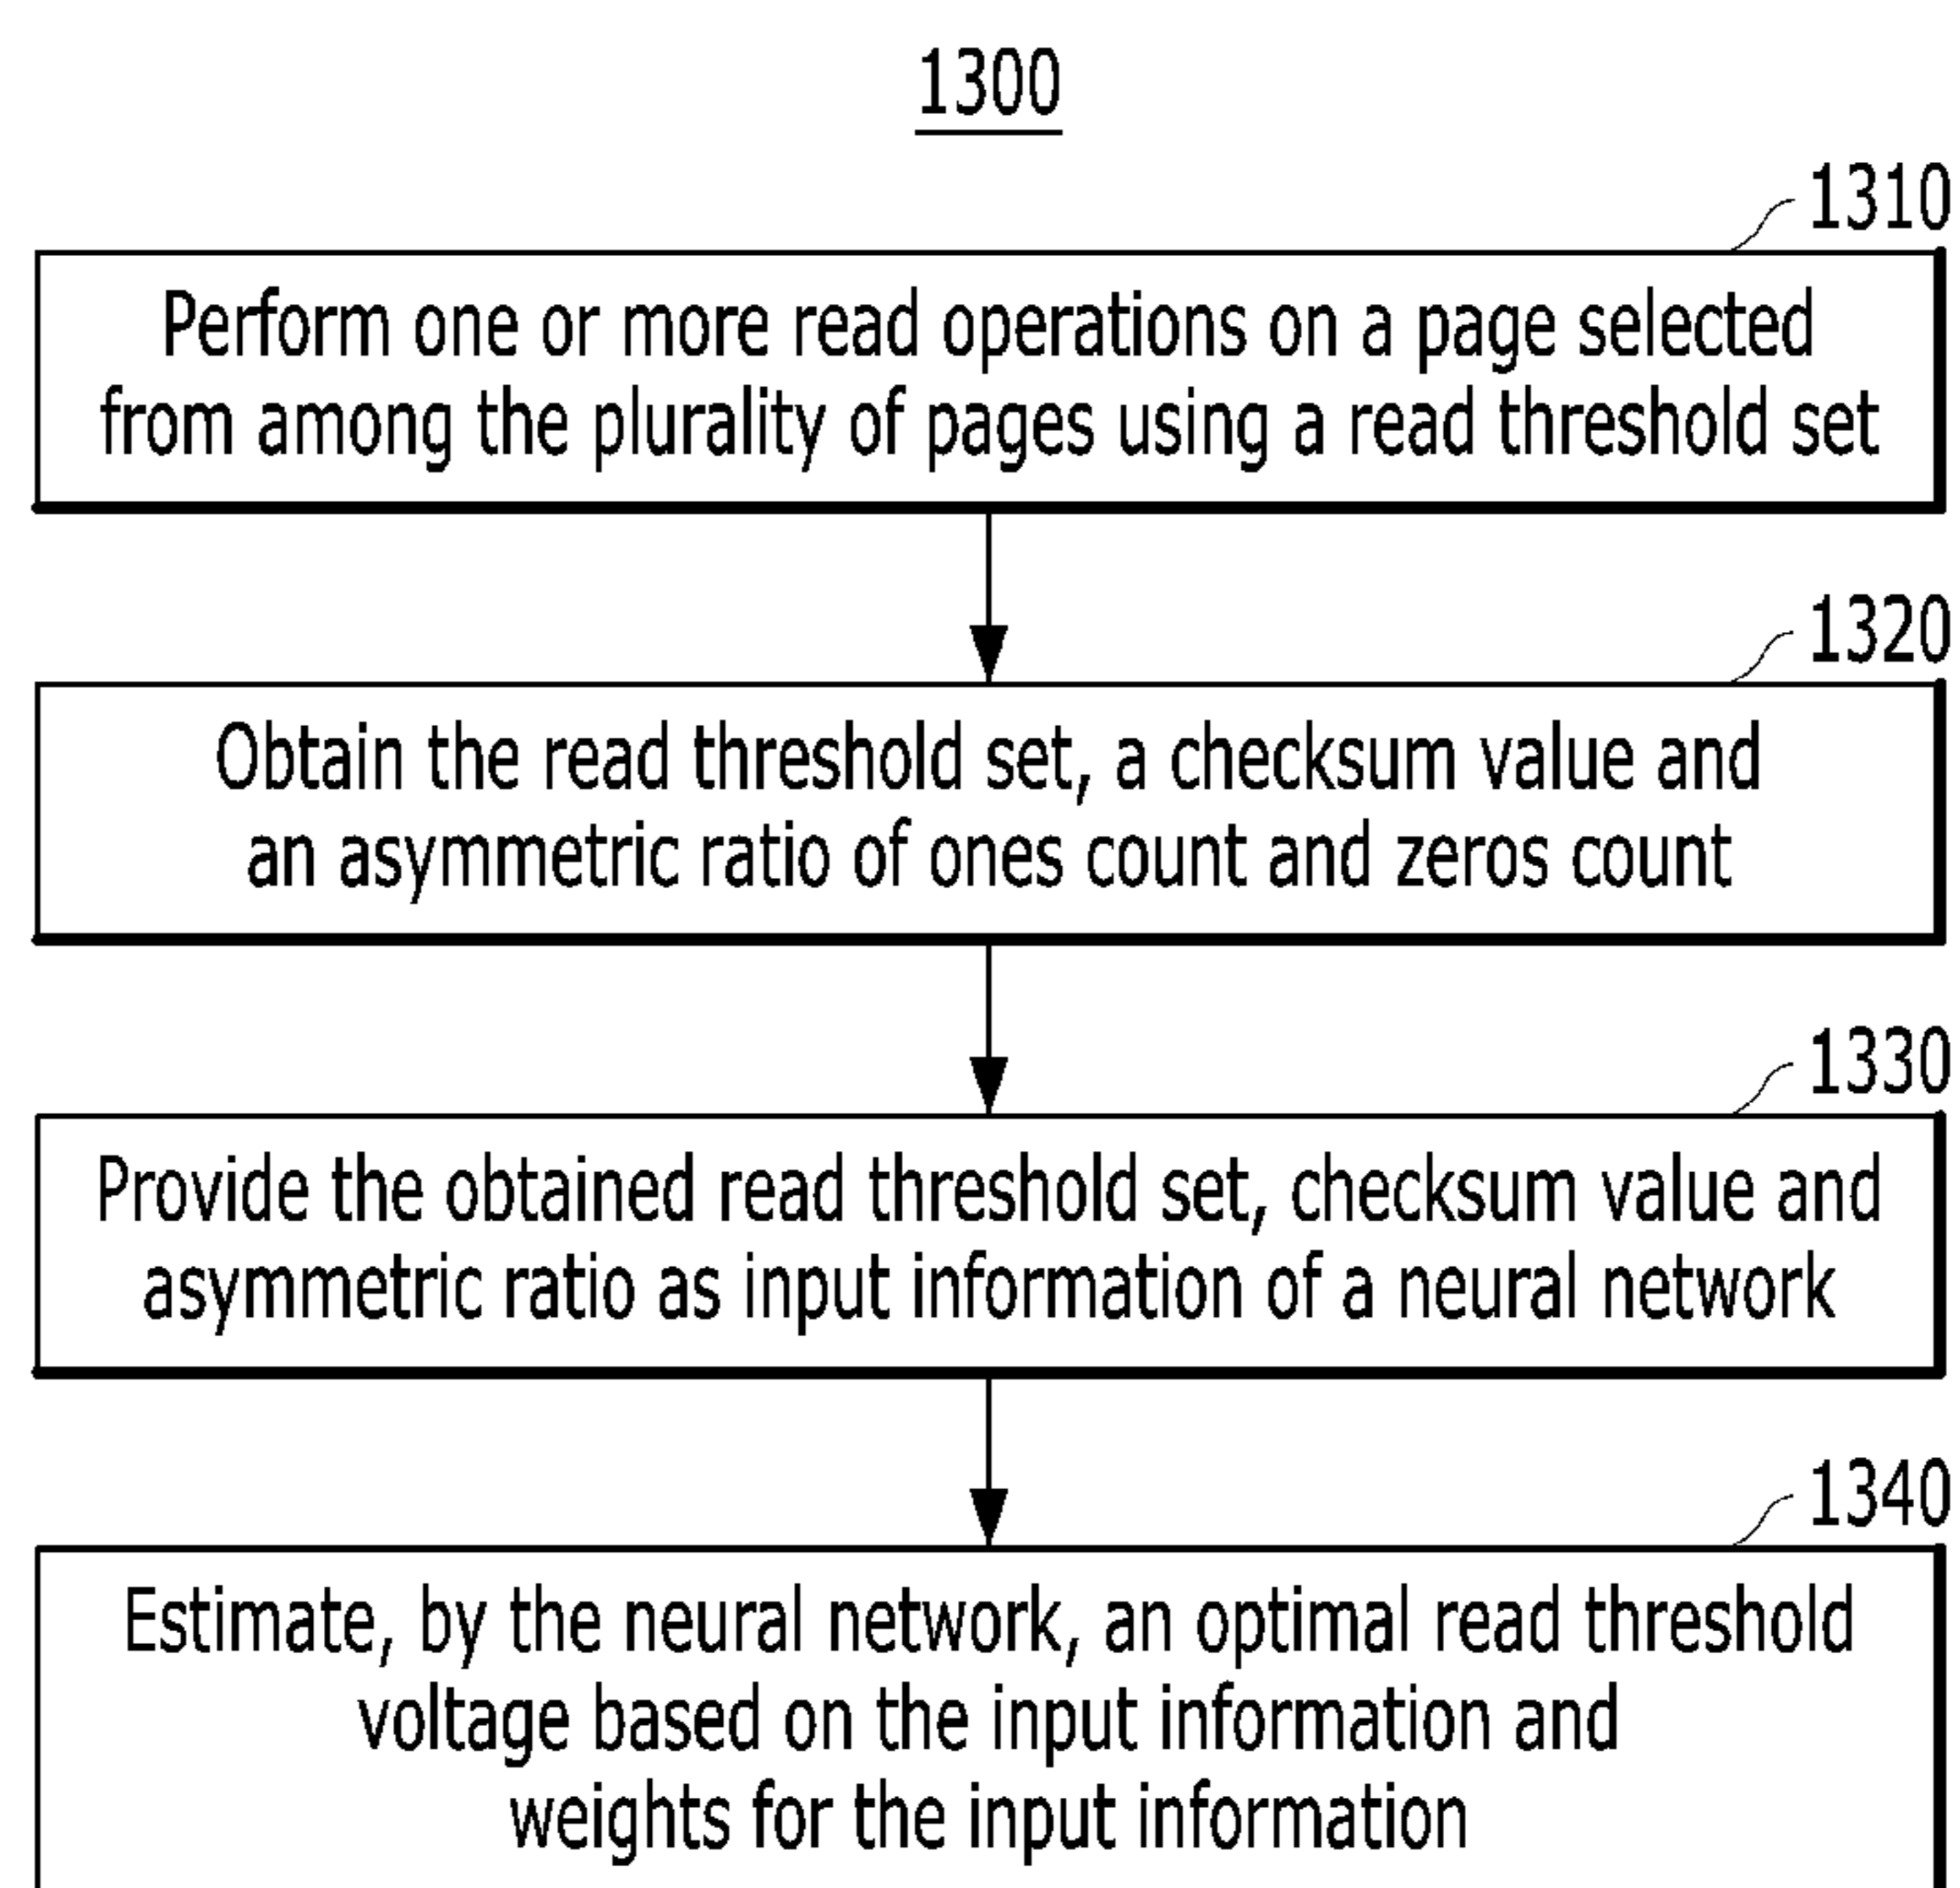 1300
1310
Perform one or more read operations on a page selected
from among the plurality of pages using a read threshold set
1320
Obtain the read threshold set, a checksum value and
an asymmetric ratio of ones count and zeros count
1330
Provide the obtained read threshold set, checksum value and
asymmetric ratio as input information of a neural network
1340
Estimate, by the neural network, an optimal read threshold
voltage based on the input information and
weights for the input information